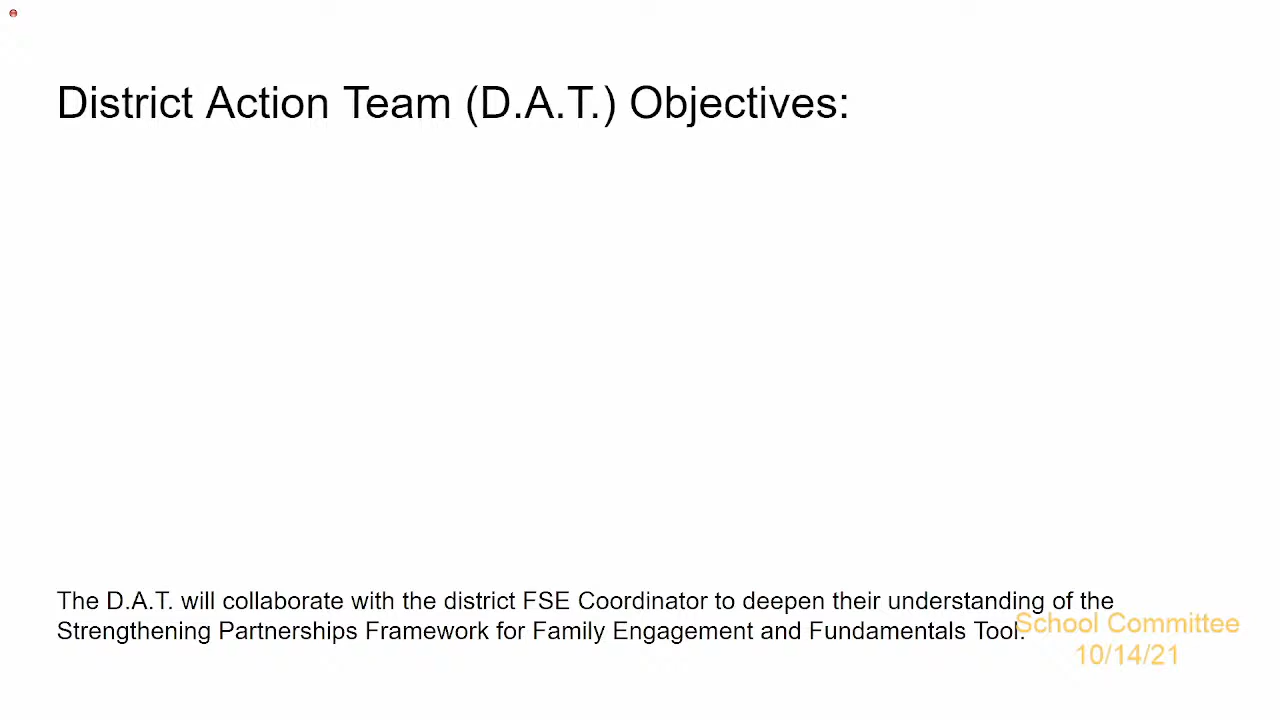 District Action Team (D.A.T.) Objectives:
The D.A.T. will collaborate with the district FSE Coordinator to deepen their understanding of the
Strengthening Partnerships Framework for Family Engagement and Fundamentals Tool.
School Committee
10/14/21